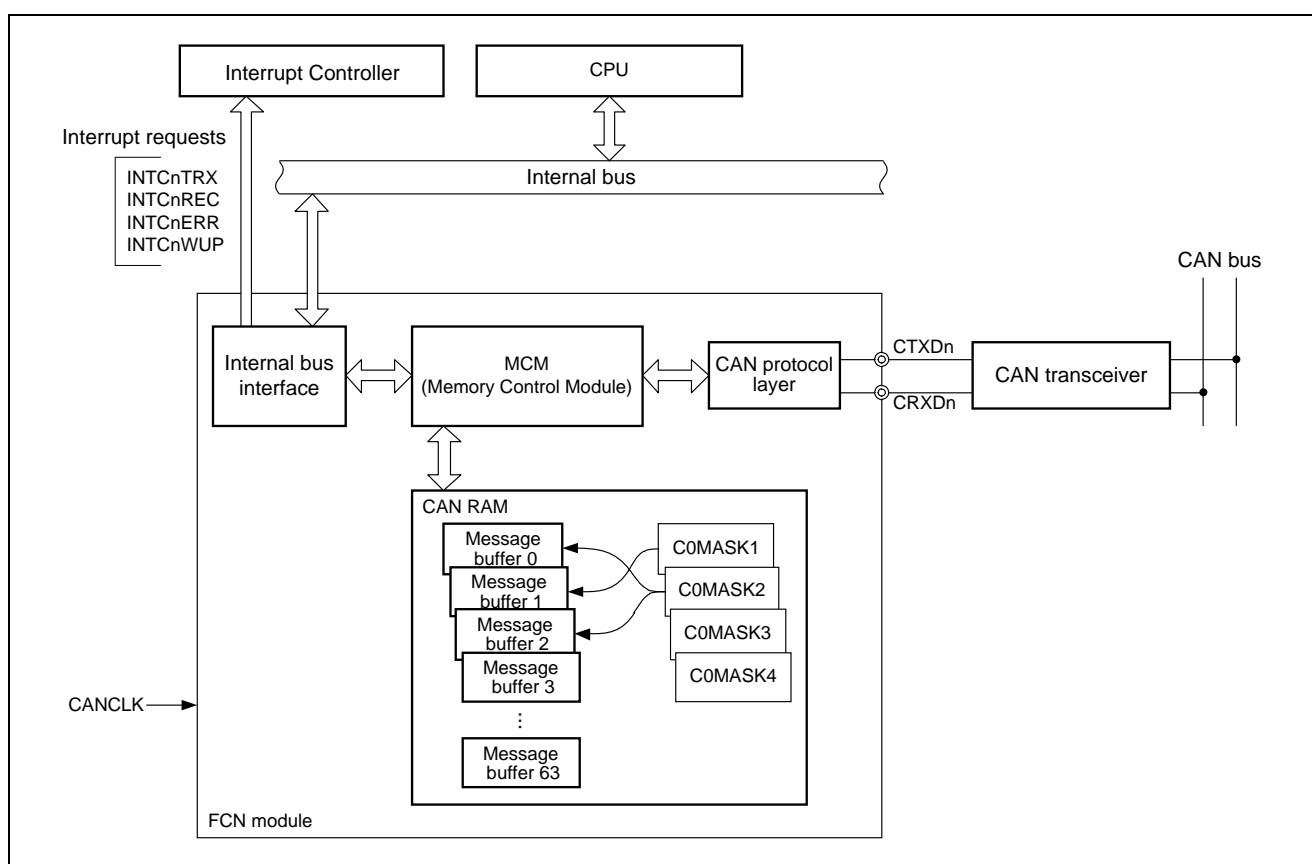 Interrupt Controller
CPU
Interrupt requests
INTCnTRX
INTCnREC
INTCnERR
INTCnWUP
Internal bus
CAN bus
Internal bus
interface
MCM
(Memory Control Module)
CAN protocol
layer
CTXDn
CRXDn
CAN transceiver
CAN RAM
Message
buffer 0
Message
buffer 1
Message
buffer 2
Message
buffer 3
⋮
Message
buffer 63
C0MASK1
C0MASK2
C0MASK3
C0MASK4
CANCLK
FCN module